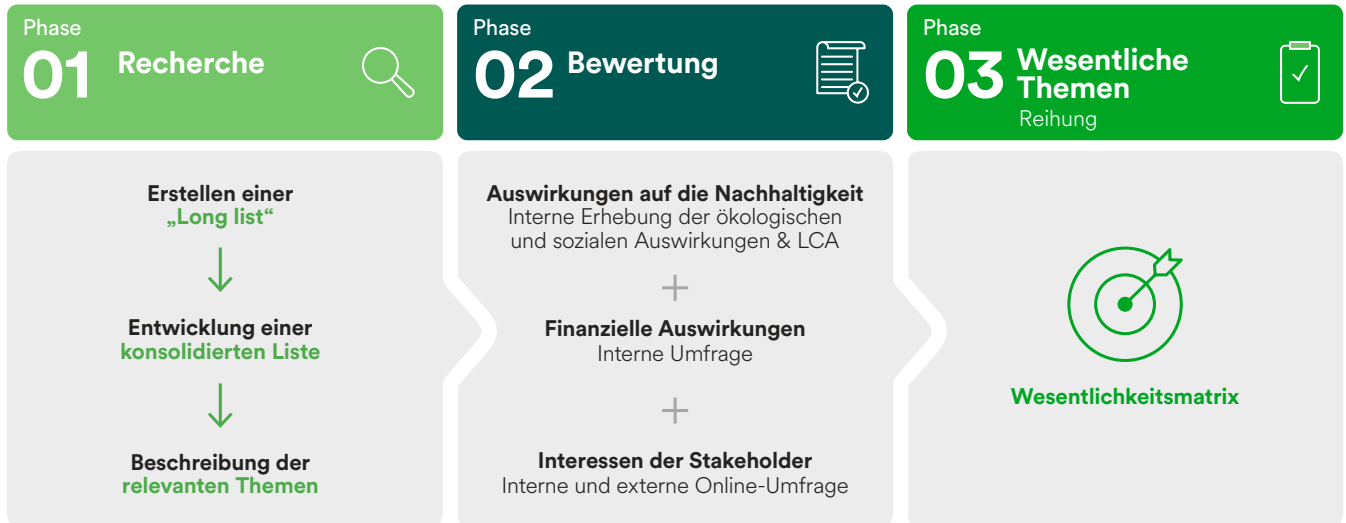 Phase
01 Recherche
Erstellen einer
„Long list“
Entwicklung einer
konsolidierten Liste
Beschreibung der
relevanten Themen
Phase
02 Bewertung
Auswirkungen auf die Nachhaltigkeit
Interne Erhebung der ökologischen
und sozialen Auswirkungen & LCA
+
Finanzielle Auswirkungen
Interne Umfrage
+
Interessen der Stakeholder
Interne und externe Online-Umfrage
Phase
03 Wesentliche
Themen
Reihung
Wesentlichkeitsmatrix